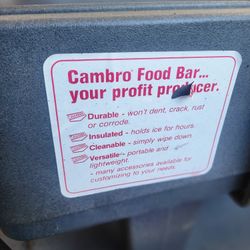 Cambro® Food Bar...
your profit producer.
Durable - won't dent, crack, rust
or corrode.
Insulated - holds ice for hours.
Cleanable - simply wipe down.
Versatile - portable and
lightweight.
- many accessories available for
customizing to your needs.